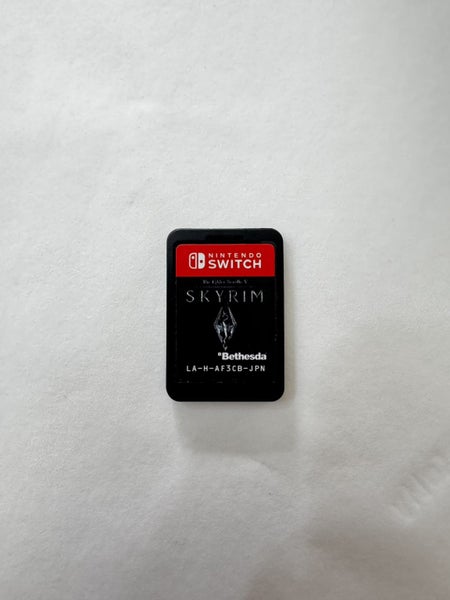 NINTENDO
SWITCH
The Elder Scrolls V
SKYRIM
Bethesda
LA-H-AF3CB-JPN